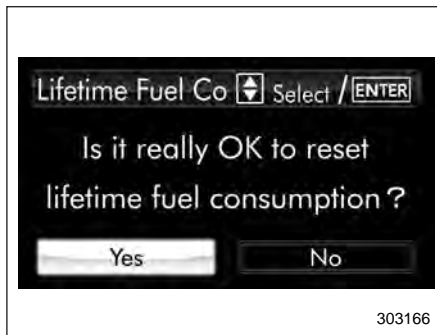 Lifetime Fuel Co Select / ENTER
Is it really OK to reset
lifetime fuel consumption ?
Yes No
303166